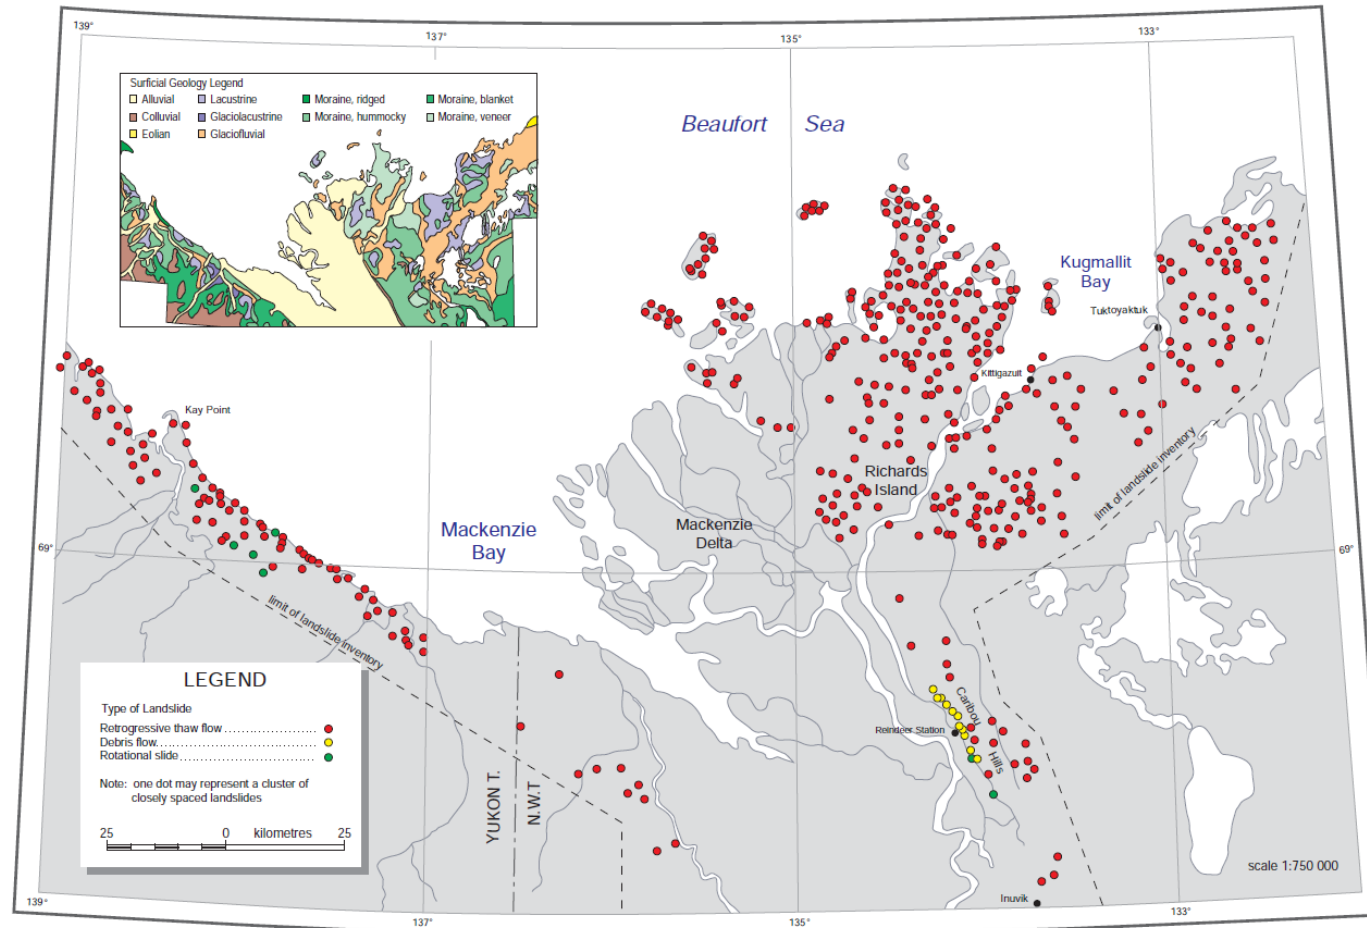 139°
137°
135°
133°
Surficial Geology Legend
Alluvial
Lacustrine
Moraine, ridged
Moraine, blanket
Colluvial
Glaciolacustrine
Moraine, hummocky
Moraine, veneer
Eolian
Glaciofluvial
Beaufort Sea
Kugmallit
Bay
Tuktoyaktuk
Kittigazuit
Kay Point
Richards
Island
limit of landslide inventory
Mackenzie
Bay
Mackenzie
Delta
69°
69°
limit of landslide inventory
LEGEND
Type of Landslide
Retrogressive thaw flow
Debris flow
Rotational slide
Note: one dot may represent a cluster of
closely spaced landslides
25 0 kilometres 25
YUKON T.
N.W.T
Caribou
Hills
Reindeer Station
Inuvik
scale 1:750 000
139°
137°
135°
133°